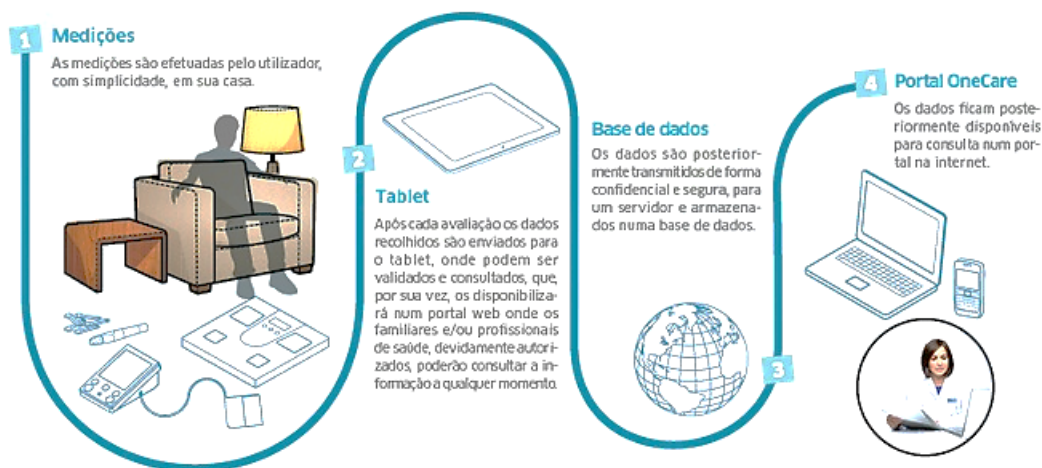 1 Medições
As medições são efetuadas pelo utilizador,
com simplicidade, em sua casa.
2
Tablet
Após cada avaliação os dados
recolhidos são enviados para
o tablet, onde podem ser
validados e consultados, que,
por sua vez, os disponibiliza-
rá num portal web onde os
familiares e/ou profissionais
de saúde, devidamente autori-
zados, poderão consultar a in-
formação a qualquer momento.
Base de dados
Os dados são posterior-
mente transmitidos de forma
confidencial e segura, para
um servidor e armazena-
dos numa base de dados.
3
4 Portal OneCare
Os dados ficam poste-
riormente disponíveis
para consulta num por-
tal na internet.